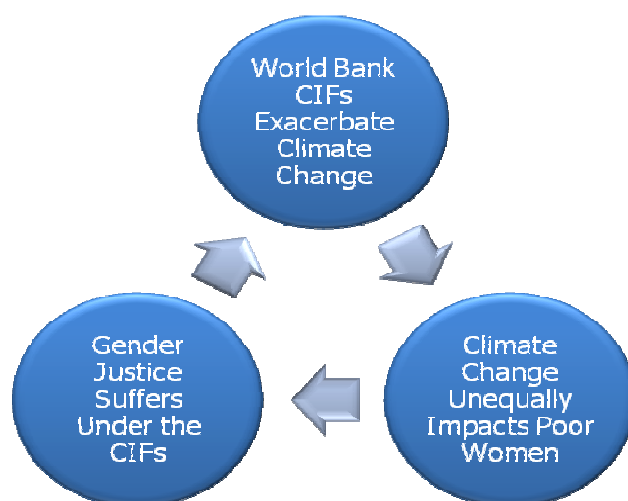 World Bank
CIFs
Exacerbate
Climate
Change
Gender
Justice
Suffers
Under the
CIFs
Climate
Change
Unequally
Impacts Poor
Women